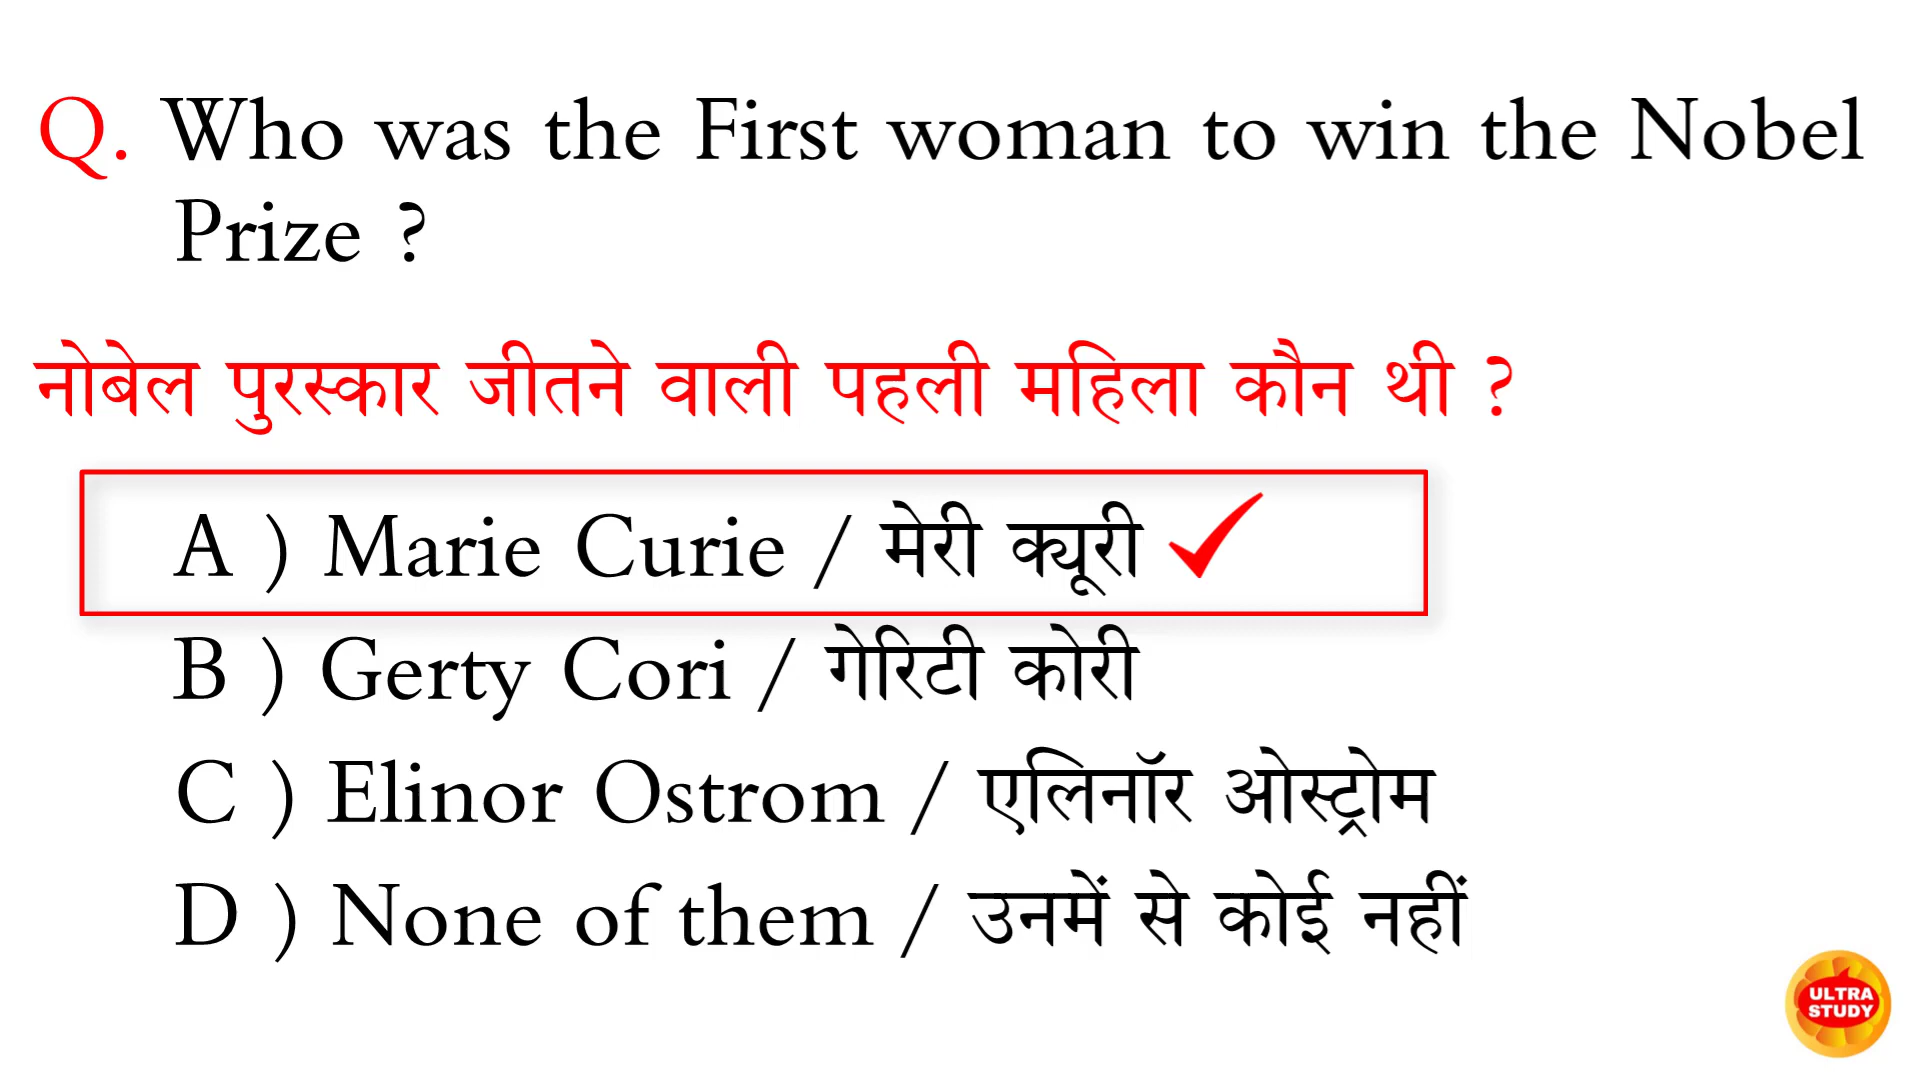 Q. Who was the First woman to win the Nobel
Prize ?
नोबेल पुरस्कार जीतने वाली पहली महिला कौन थी ?
A ) Marie Curie / मेरी क्यूरी
B ) Gerty Cori / गेरिटी कोरी
C ) Elinor Ostrom / एलिनॉर ओस्ट्रोम
D ) None of them / उनमें से कोई नहीं
ULTRA
STUDY